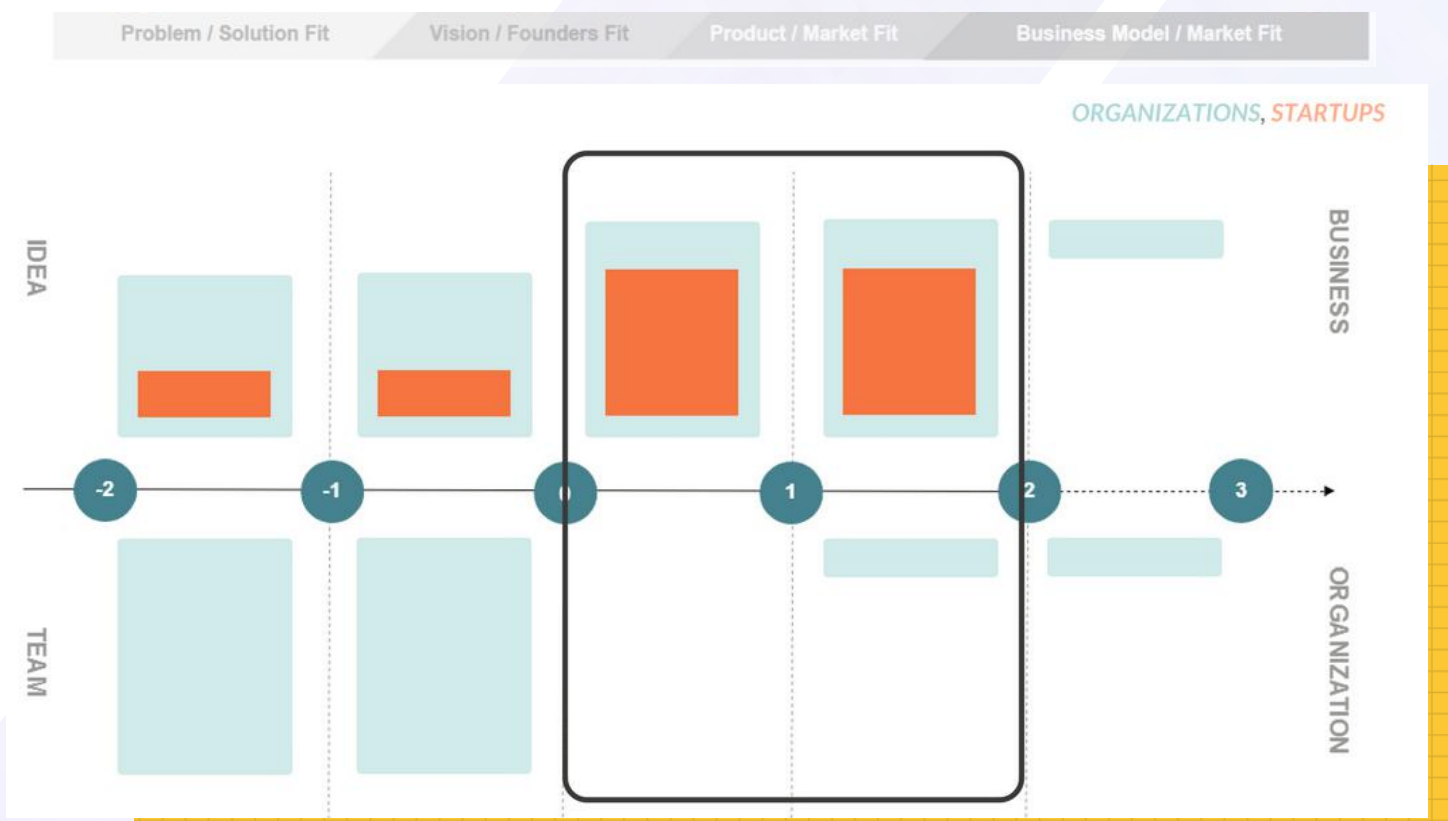 Problem / Solution Fit
Vision / Founders Fit
Product / Market Fit
Business Model / Market Fit
ORGANIZATIONS, STARTUPS
IDEA
BUSINESS
-2
-1
0
1
2
3
TEAM
ORGANIZATION